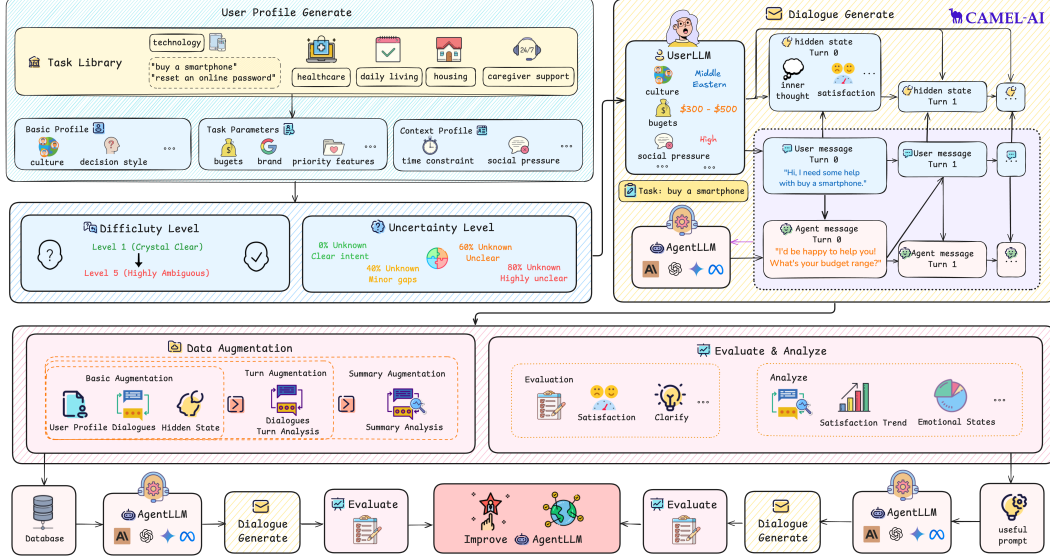 User Profile Generate
Task Library
technology
"buy a smartphone"
"reset an online password"
healthcare
daily living
housing
24/7
caregiver support
Basic Profile
culture
decision style
...
Task Parameters
bugets
brand
priority features
...
Context Profile
time constraint
social pressure
...
Difficluty Level
Level 1 (Crystal Clear)
Level 5 (Highly Ambiguous)
Uncertainty Level
0% Unknown
Clear intent
40% Unknown
Minor gaps
60% Unknown
Unclear
80% Unknown
Highly unclear
Dialogue Generate
CAMEL-AI
UserLLM
culture
Middle
Eastern
bugets
$300 - $500
social pressure
High
...
...
Task: buy a smartphone
AgentLLM
hidden state
Turn 0
inner
thought
satisfaction
...
hidden state
Turn 1
...
User message
Turn 0
"Hi, I need some help
with buy a smartphone."
User message
Turn 1
...
Agent message
Turn 0
"I'd be happy to help you!
What's your budget range?"
Agent message
Turn 1
...
Data Augmentation
Basic Augmentation
User Profile
Dialogues
Hidden State
Turn Augmentation
Dialogues
Turn Analysis
Summary Augmentation
Summary Analysis
Evaluate & Analyze
Evaluation
Satisfaction
Clarify
...
Analyze
Satisfaction Trend
Emotional States
...
Database
AgentLLM
Dialogue
Generate
Evaluate
Improve AgentLLM
Evaluate
Dialogue
Generate
AgentLLM
useful
prompt